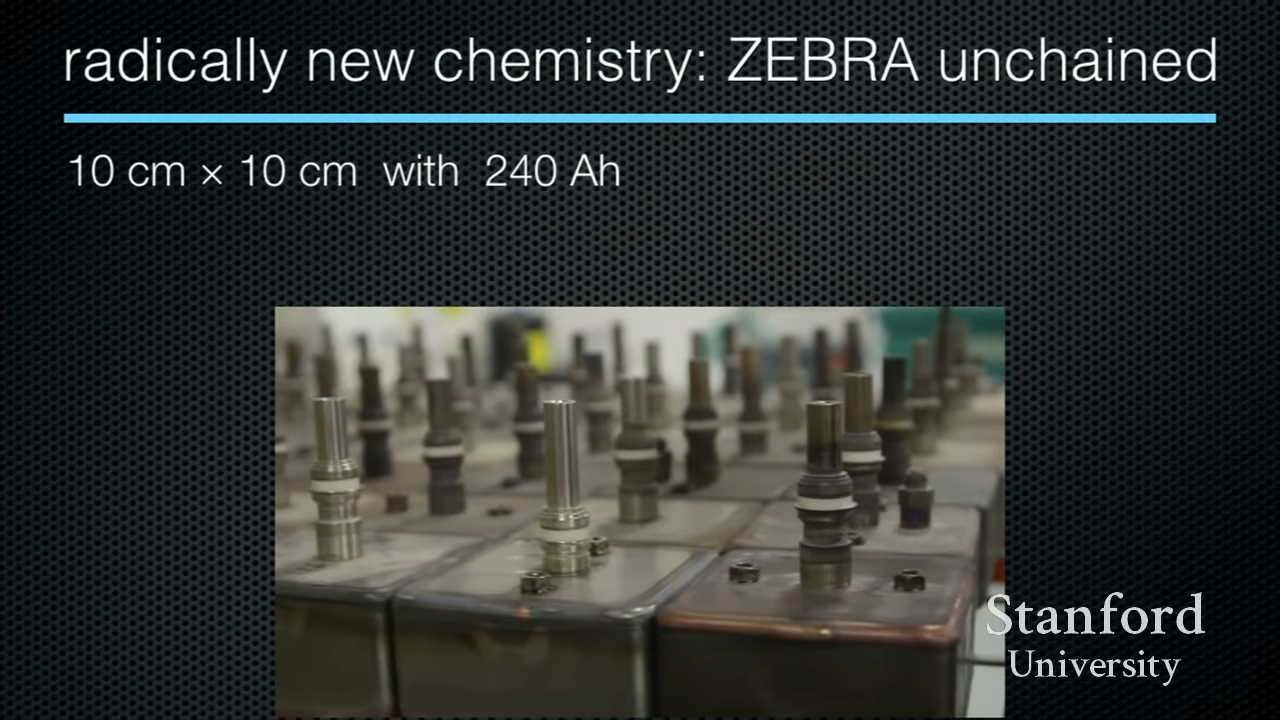 radically new chemistry: ZEBRA unchained
10 cm × 10 cm with 240 Ah
Stanford
University